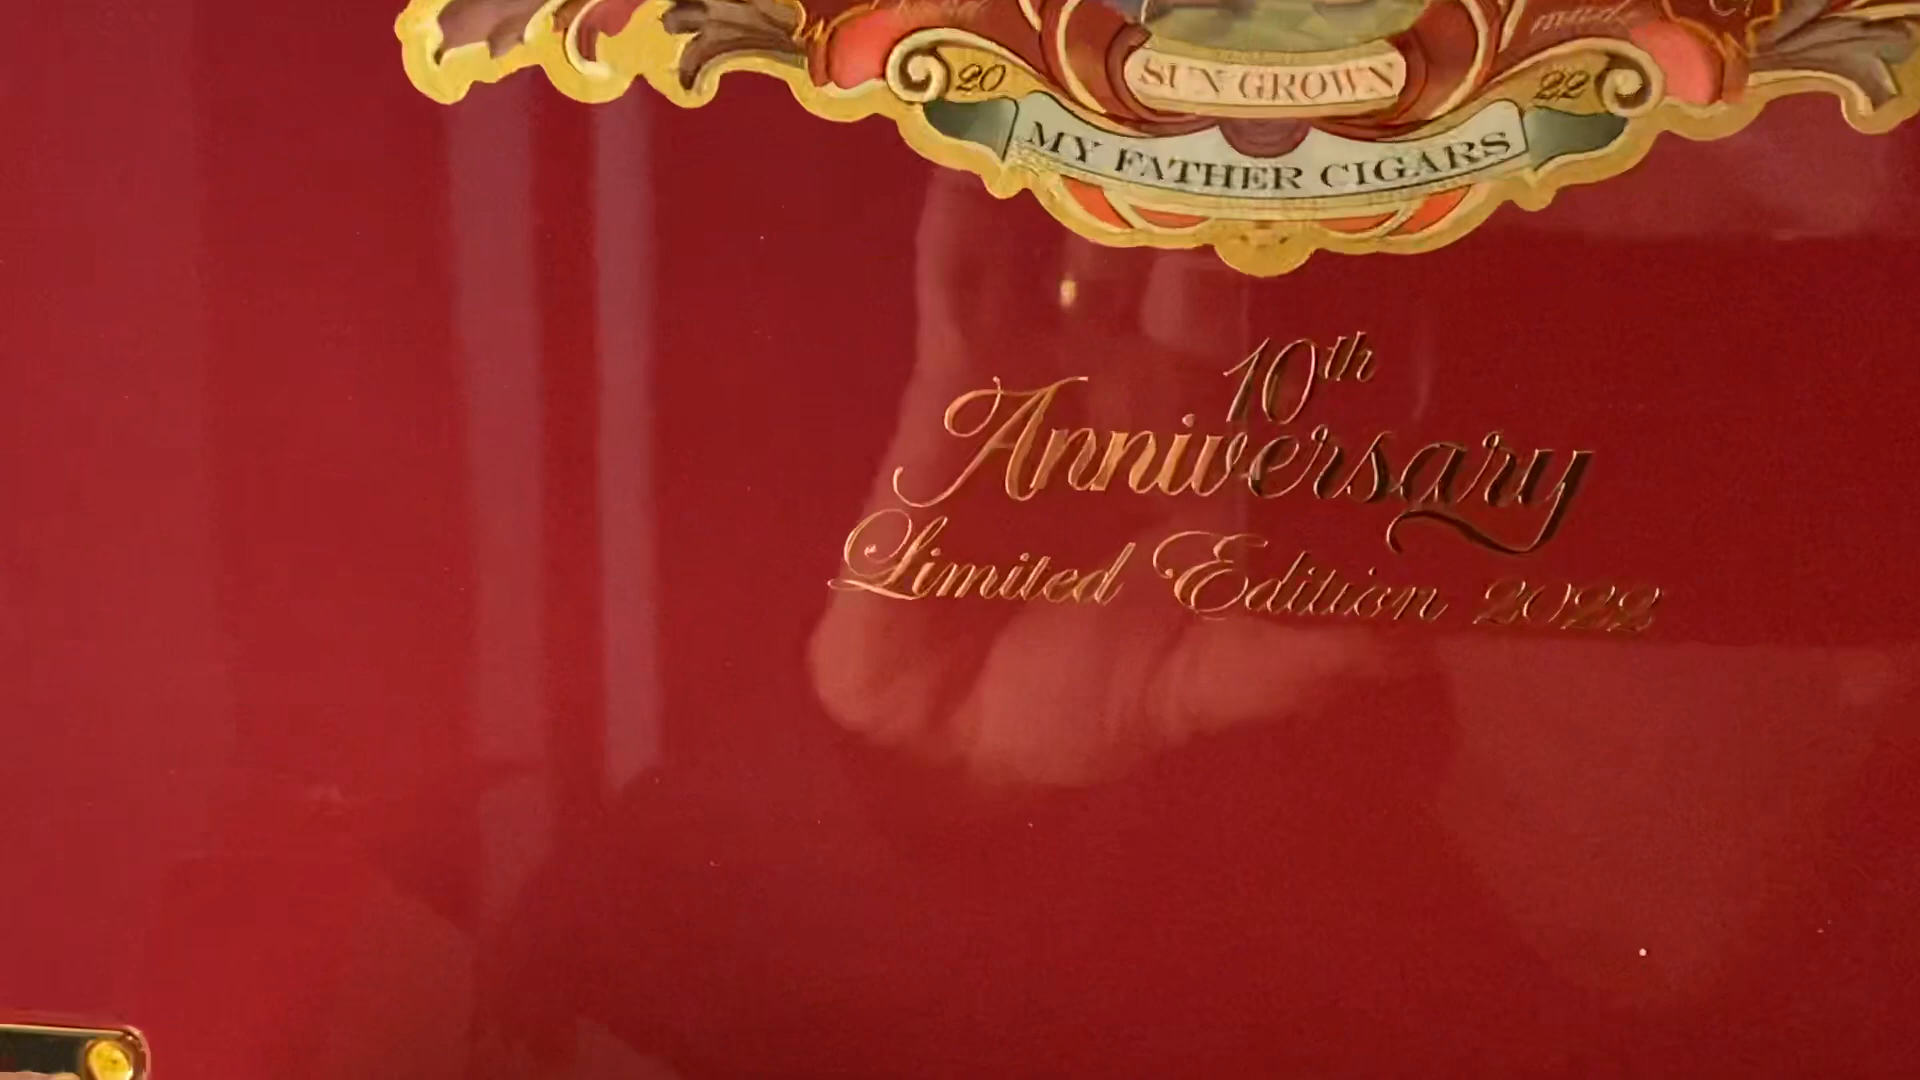 20 SUN GROWN 22
MY FATHER CIGARS
10th
Anniversary
Limited Edition 2022